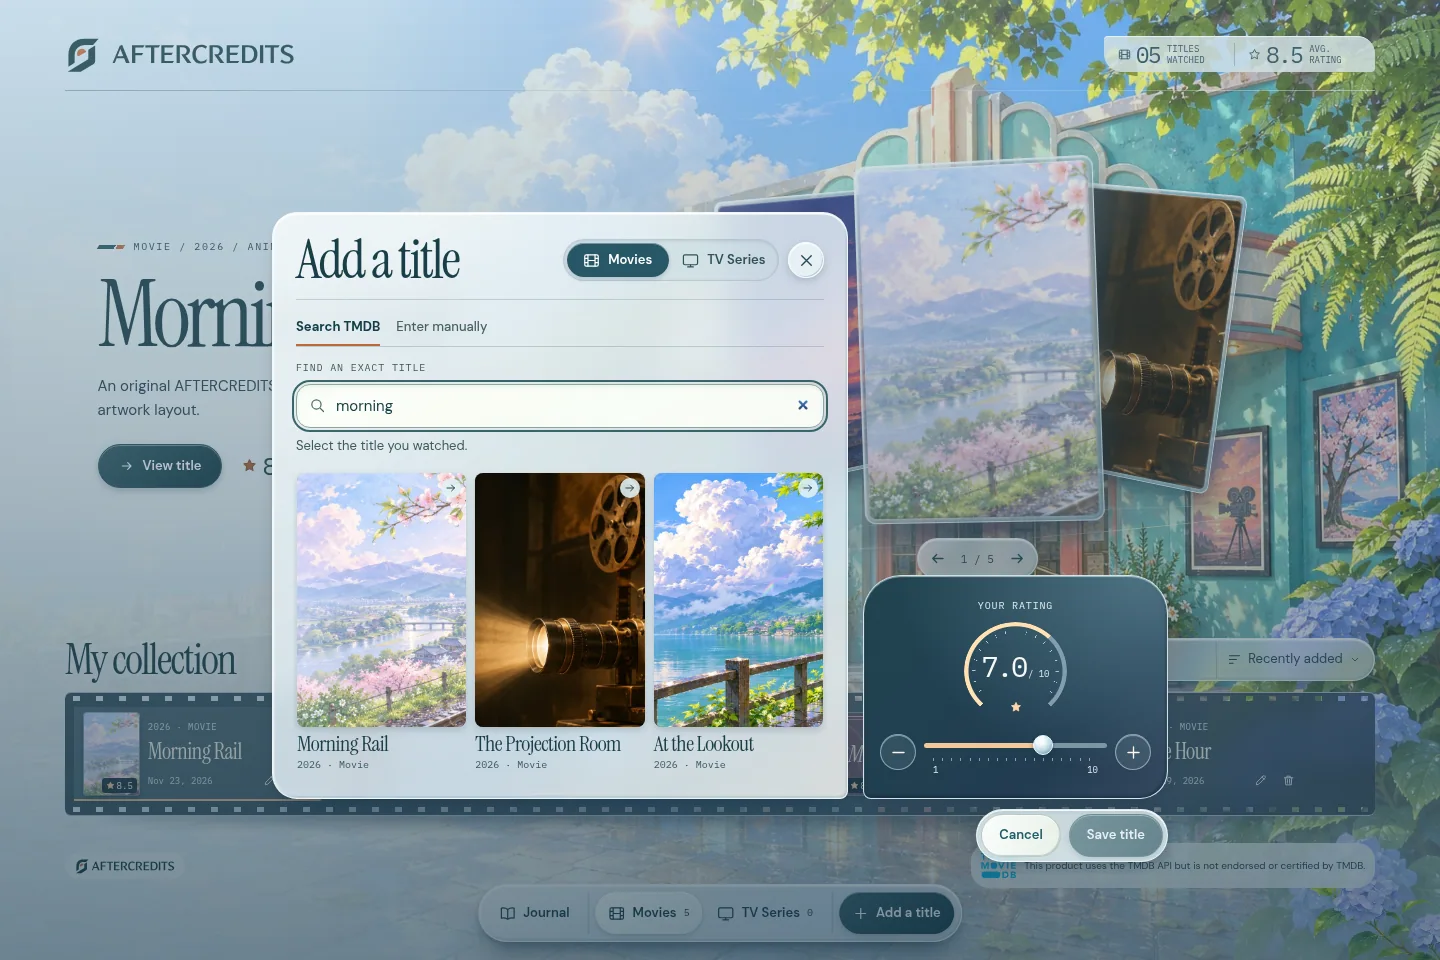 AFTERCREDITS
05 TITLES WATCHED
8.5 AVG. RATING
MOVIE / 2026 /
Add a title
Movies
TV Series
Search TMDB
Enter manually
FIND AN EXACT TITLE
morning
Select the title you watched.
An original AFTERCREDITS
artwork layout.
View title
Morning Rail
2026 · Movie
The Projection Room
2026 · Movie
At the Lookout
2026 · Movie
1 / 5
YOUR RATING
7.0 / 10
1
10
Cancel
Save title
My collection
Recently added
2026 · MOVIE
Morning Rail
Nov 23, 2026
8.5
MOVIE
Hour
2026
AFTERCREDITS
This product uses the TMDB API but is not endorsed or certified by TMDB.
Journal
Movies 5
TV Series 0
Add a title